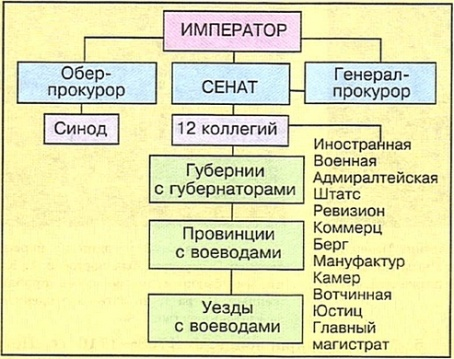 ИМПЕРАТОР
Обер-
прокурор
СЕНАТ
Генерал-
прокурор
Синод
12 коллегий
Губернии
с губернаторами
Провинции
с воеводами
Уезды
с воеводами
Иностранная
Военная
Адмиралтейская
Штатс
Ревизион
Коммерц
Берг
Мануфактур
Камер
Вотчинная
Юстиц
Главный
магистрат